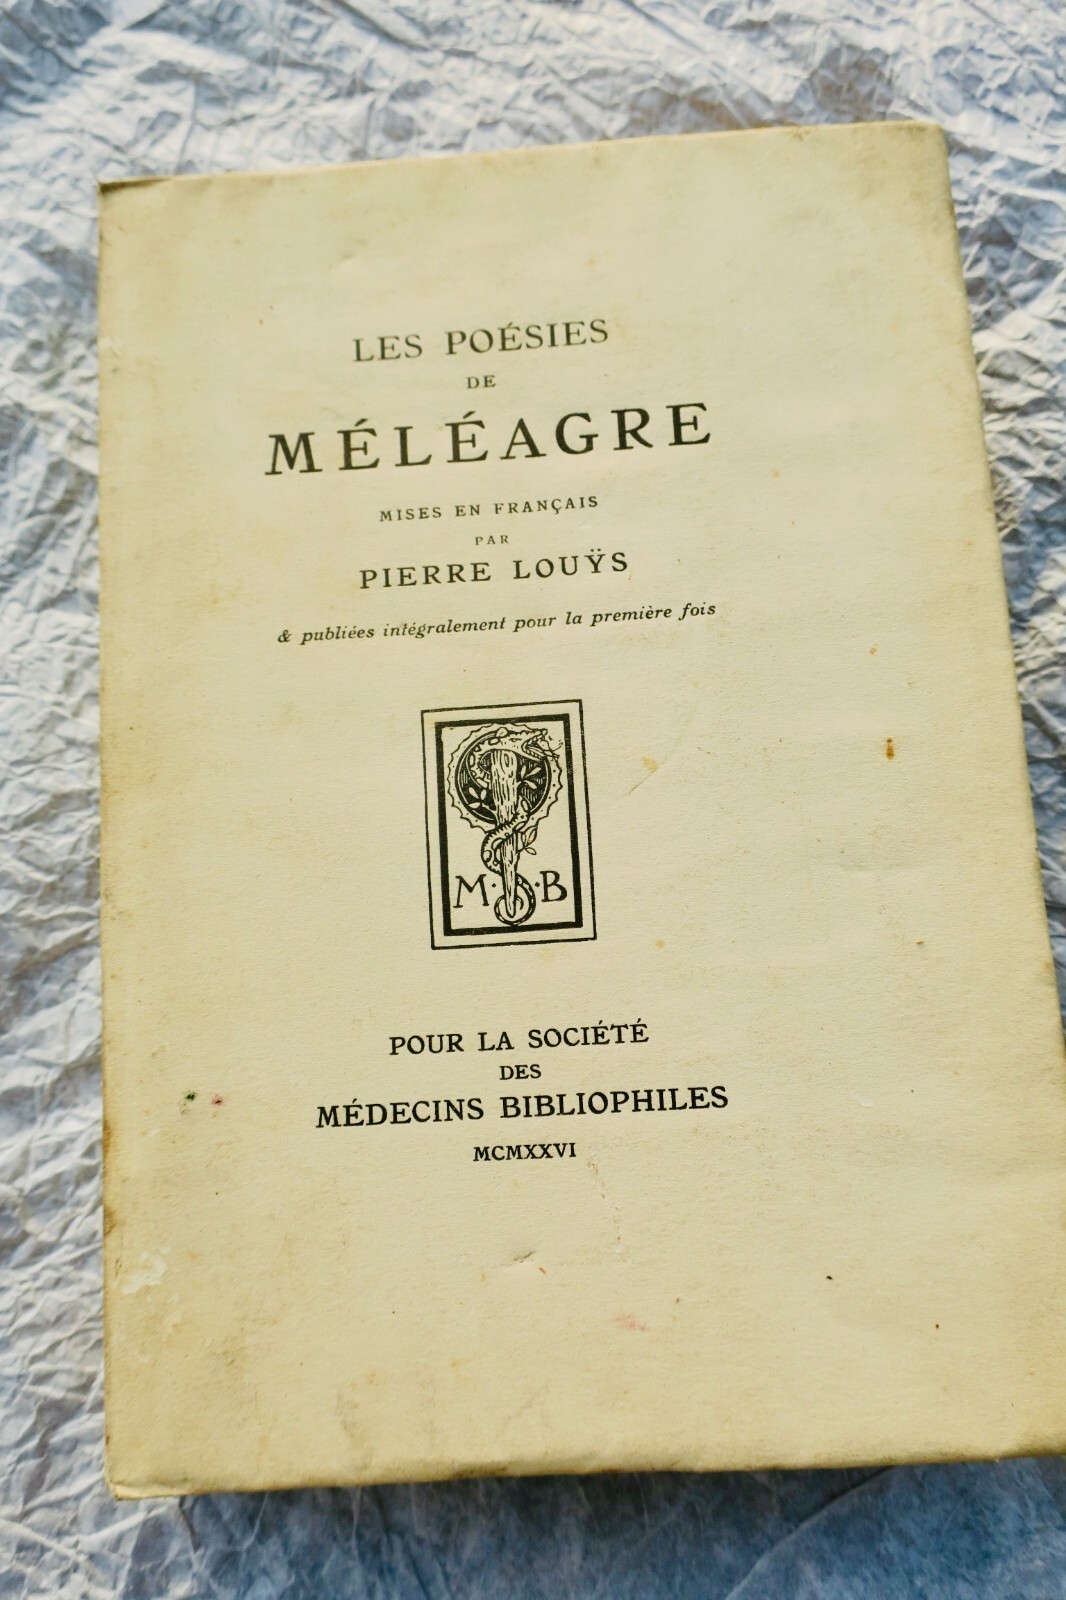 LES POÉSIES
DE
MÉLÉAGRE
MISES EN FRANÇAIS
PAR
PIERRE LOUŸS
& publiées intégralement pour la première fois
M · · B
POUR LA SOCIÉTÉ
DES
MÉDECINS BIBLIOPHILES
MCMXXVI